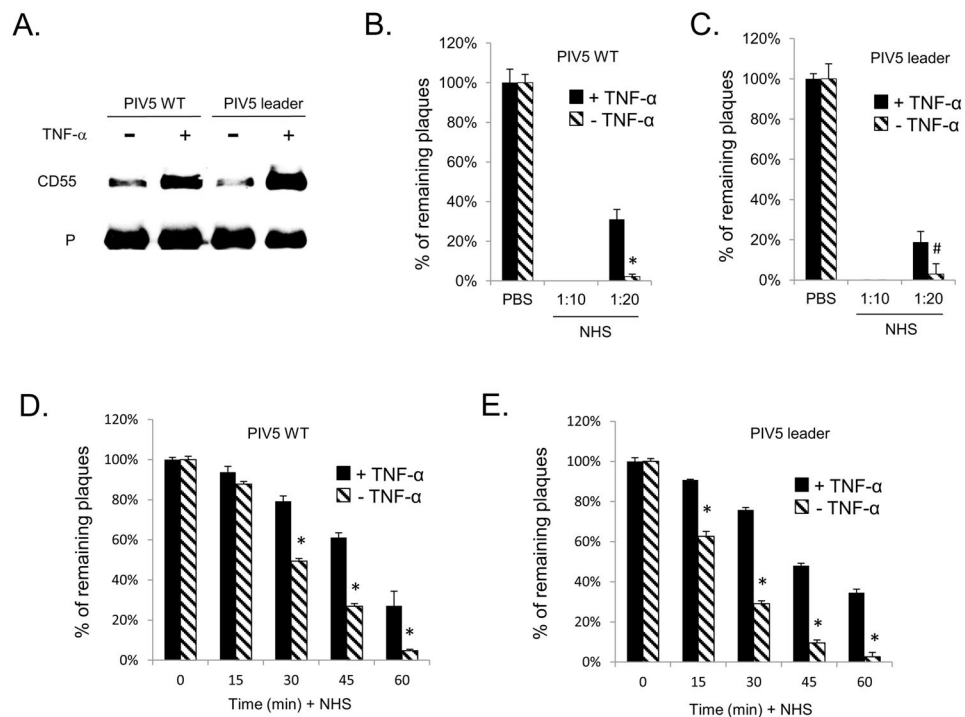 A.
PIV5 WT PIV5 leader
TNF-α - + - +
CD55
P
B.
PIV5 WT
% of remaining plaques
120%
100%
80%
60%
40%
20%
0%
+ TNF-α
- TNF-α
*
PBS 1:10 1:20
NHS
C.
PIV5 leader
% of remaining plaques
120%
100%
80%
60%
40%
20%
0%
+ TNF-α
- TNF-α
#
PBS 1:10 1:20
NHS
D.
PIV5 WT
% of remaining plaques
120%
100%
80%
60%
40%
20%
0%
+ TNF-α
- TNF-α
*
*
*
0 15 30 45 60
Time (min) + NHS
E.
PIV5 leader
% of remaining plaques
120%
100%
80%
60%
40%
20%
0%
+ TNF-α
- TNF-α
*
*
*
*
0 15 30 45 60
Time (min) + NHS